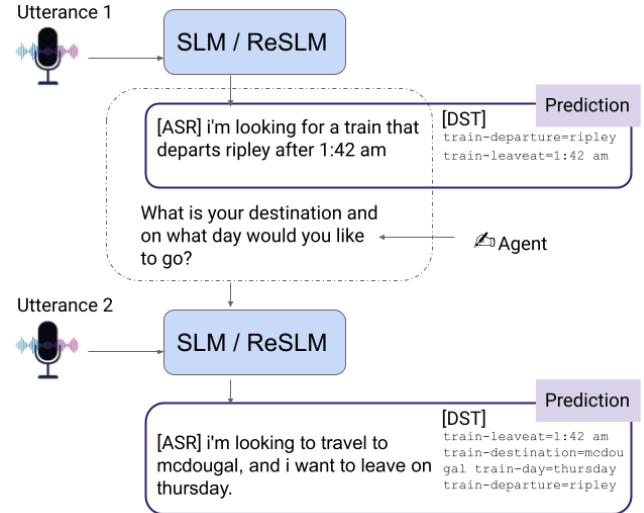 Utterance 1
SLM / ReSLM
Prediction
[ASR] i'm looking for a train that
departs ripley after 1:42 am
[DST]
train-departure=ripley
train-leaveat=1:42 am
What is your destination and
on what day would you like
to go?
Agent
Utterance 2
SLM / ReSLM
Prediction
[ASR] i'm looking to travel to
mcdougal, and i want to leave on
thursday.
[DST]
train-leaveat=1:42 am
train-destination=mcdou
gal train-day=thursday
train-departure=ripley